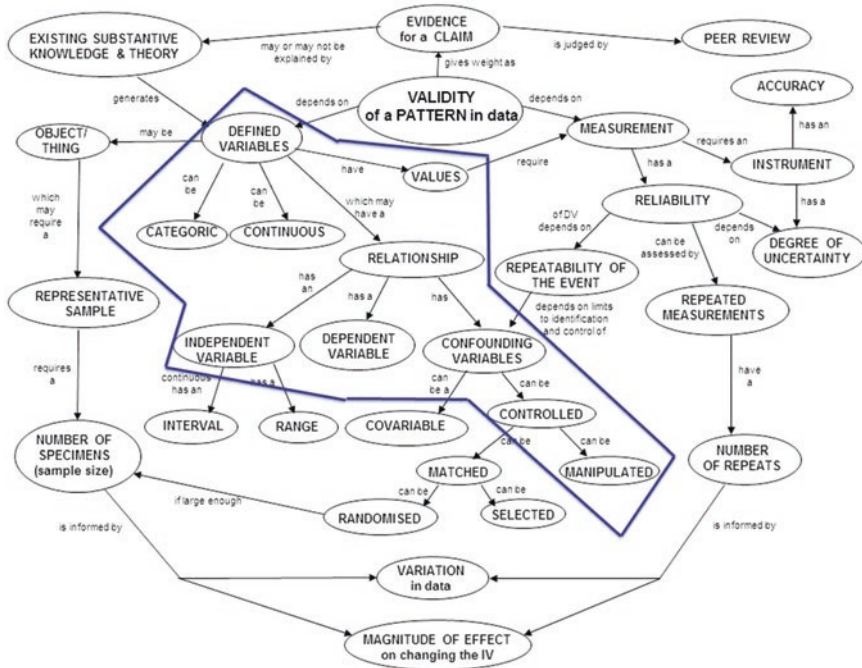 EVIDENCE
for a CLAIM
EXISTING SUBSTANTIVE
KNOWLEDGE & THEORY
may or may not be
explained by
is judged by
PEER REVIEW
gives weight as
generates
depends on
VALIDITY
of a PATTERN in data
depends on
ACCURACY
OBJECT/
THING
may be
DEFINED
VARIABLES
MEASUREMENT
has an
requires an
have
VALUES
require
INSTRUMENT
which
may
require
a
can
be
can
be
which may
have a
has a
has a
RELIABILITY
CATEGORIC
CONTINUOUS
of DV
depends on
can be
assessed by
depends
on
DEGREE OF
UNCERTAINTY
RELATIONSHIP
REPEATABILITY OF
THE EVENT
REPRESENTATIVE
SAMPLE
has
an
has a
has
depends on limits
to identification
and control of
REPEATED
MEASUREMENTS
INDEPENDENT
VARIABLE
DEPENDENT
VARIABLE
CONFOUNDING
VARIABLES
requires
a
continuous
has an
has a
can
be a
can be
have
a
INTERVAL
RANGE
COVARIABLE
CONTROLLED
NUMBER OF
SPECIMENS
(sample size)
can
be
can
be
MATCHED
MANIPULATED
NUMBER
OF REPEATS
if large enough
can be
can be
RANDOMISED
SELECTED
is informed by
is informed by
VARIATION
in data
MAGNITUDE OF EFFECT
on changing the IV